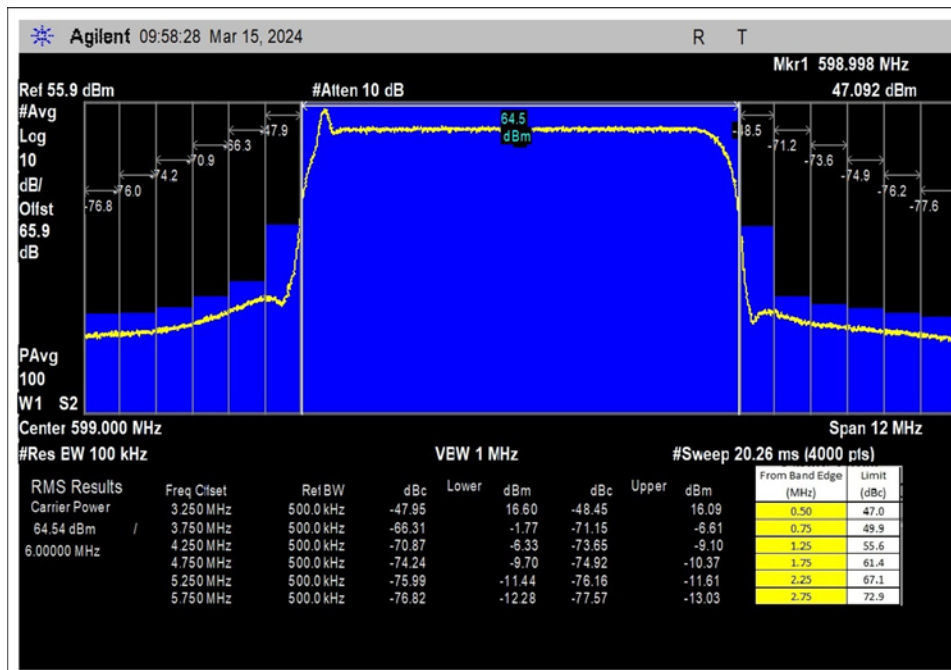 Agilent 09:58:28 Mar 15, 2024 R T
Mkr1 598.998 MHz
Ref 55.9 dBm #Atten 10 dB 47.092 dBm
#Avg
Log
10
dB/
Offst
65.9
dB
64.5
dBm
-47.9
-66.3
-70.9
-74.2
-76.0
-76.8
-48.5
-71.2
-73.6
-74.9
-76.2
-77.6
PAvg
100
W1 S2
Center 599.000 MHz Span 12 MHz
#Res BW 100 kHz VBW 1 MHz #Sweep 20.26 ms (4000 pts)
RMS Results Freq Offset Ref BW dBc Lower dBm dBc Upper dBm
Carrier Power 3.250 MHz 500.0 kHz -47.95 16.60 -48.45 16.09
64.54 dBm / 3.750 MHz 500.0 kHz -66.31 -1.77 -71.15 -6.61
6.00000 MHz 4.250 MHz 500.0 kHz -70.87 -6.33 -73.65 -9.10
4.750 MHz 500.0 kHz -74.24 -9.70 -74.92 -10.37
5.250 MHz 500.0 kHz -75.99 -11.44 -76.16 -11.61
5.750 MHz 500.0 kHz -76.82 -12.28 -77.57 -13.03
From Band Edge Limit
(MHz) (dBc)
0.50 47.0
0.75 49.9
1.25 55.6
1.75 61.4
2.25 67.1
2.75 72.9